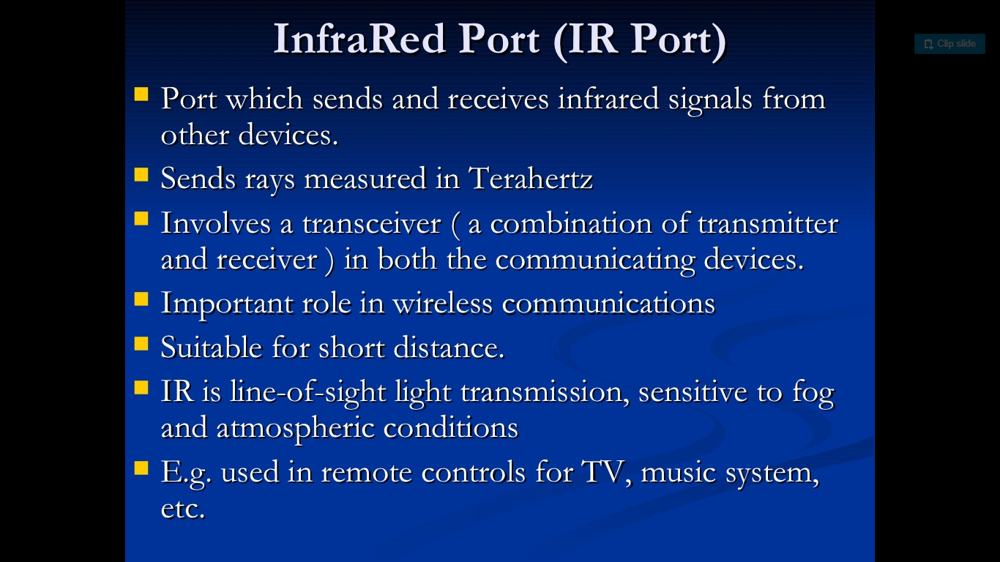 InfraRed Port (IR Port)
Clip slide
Port which sends and receives infrared signals from
other devices.
Sends rays measured in Terahertz
Involves a transceiver ( a combination of transmitter
and receiver ) in both the communicating devices.
Important role in wireless communications
Suitable for short distance.
IR is line-of-sight light transmission, sensitive to fog
and atmospheric conditions
E.g. used in remote controls for TV, music system,
etc.